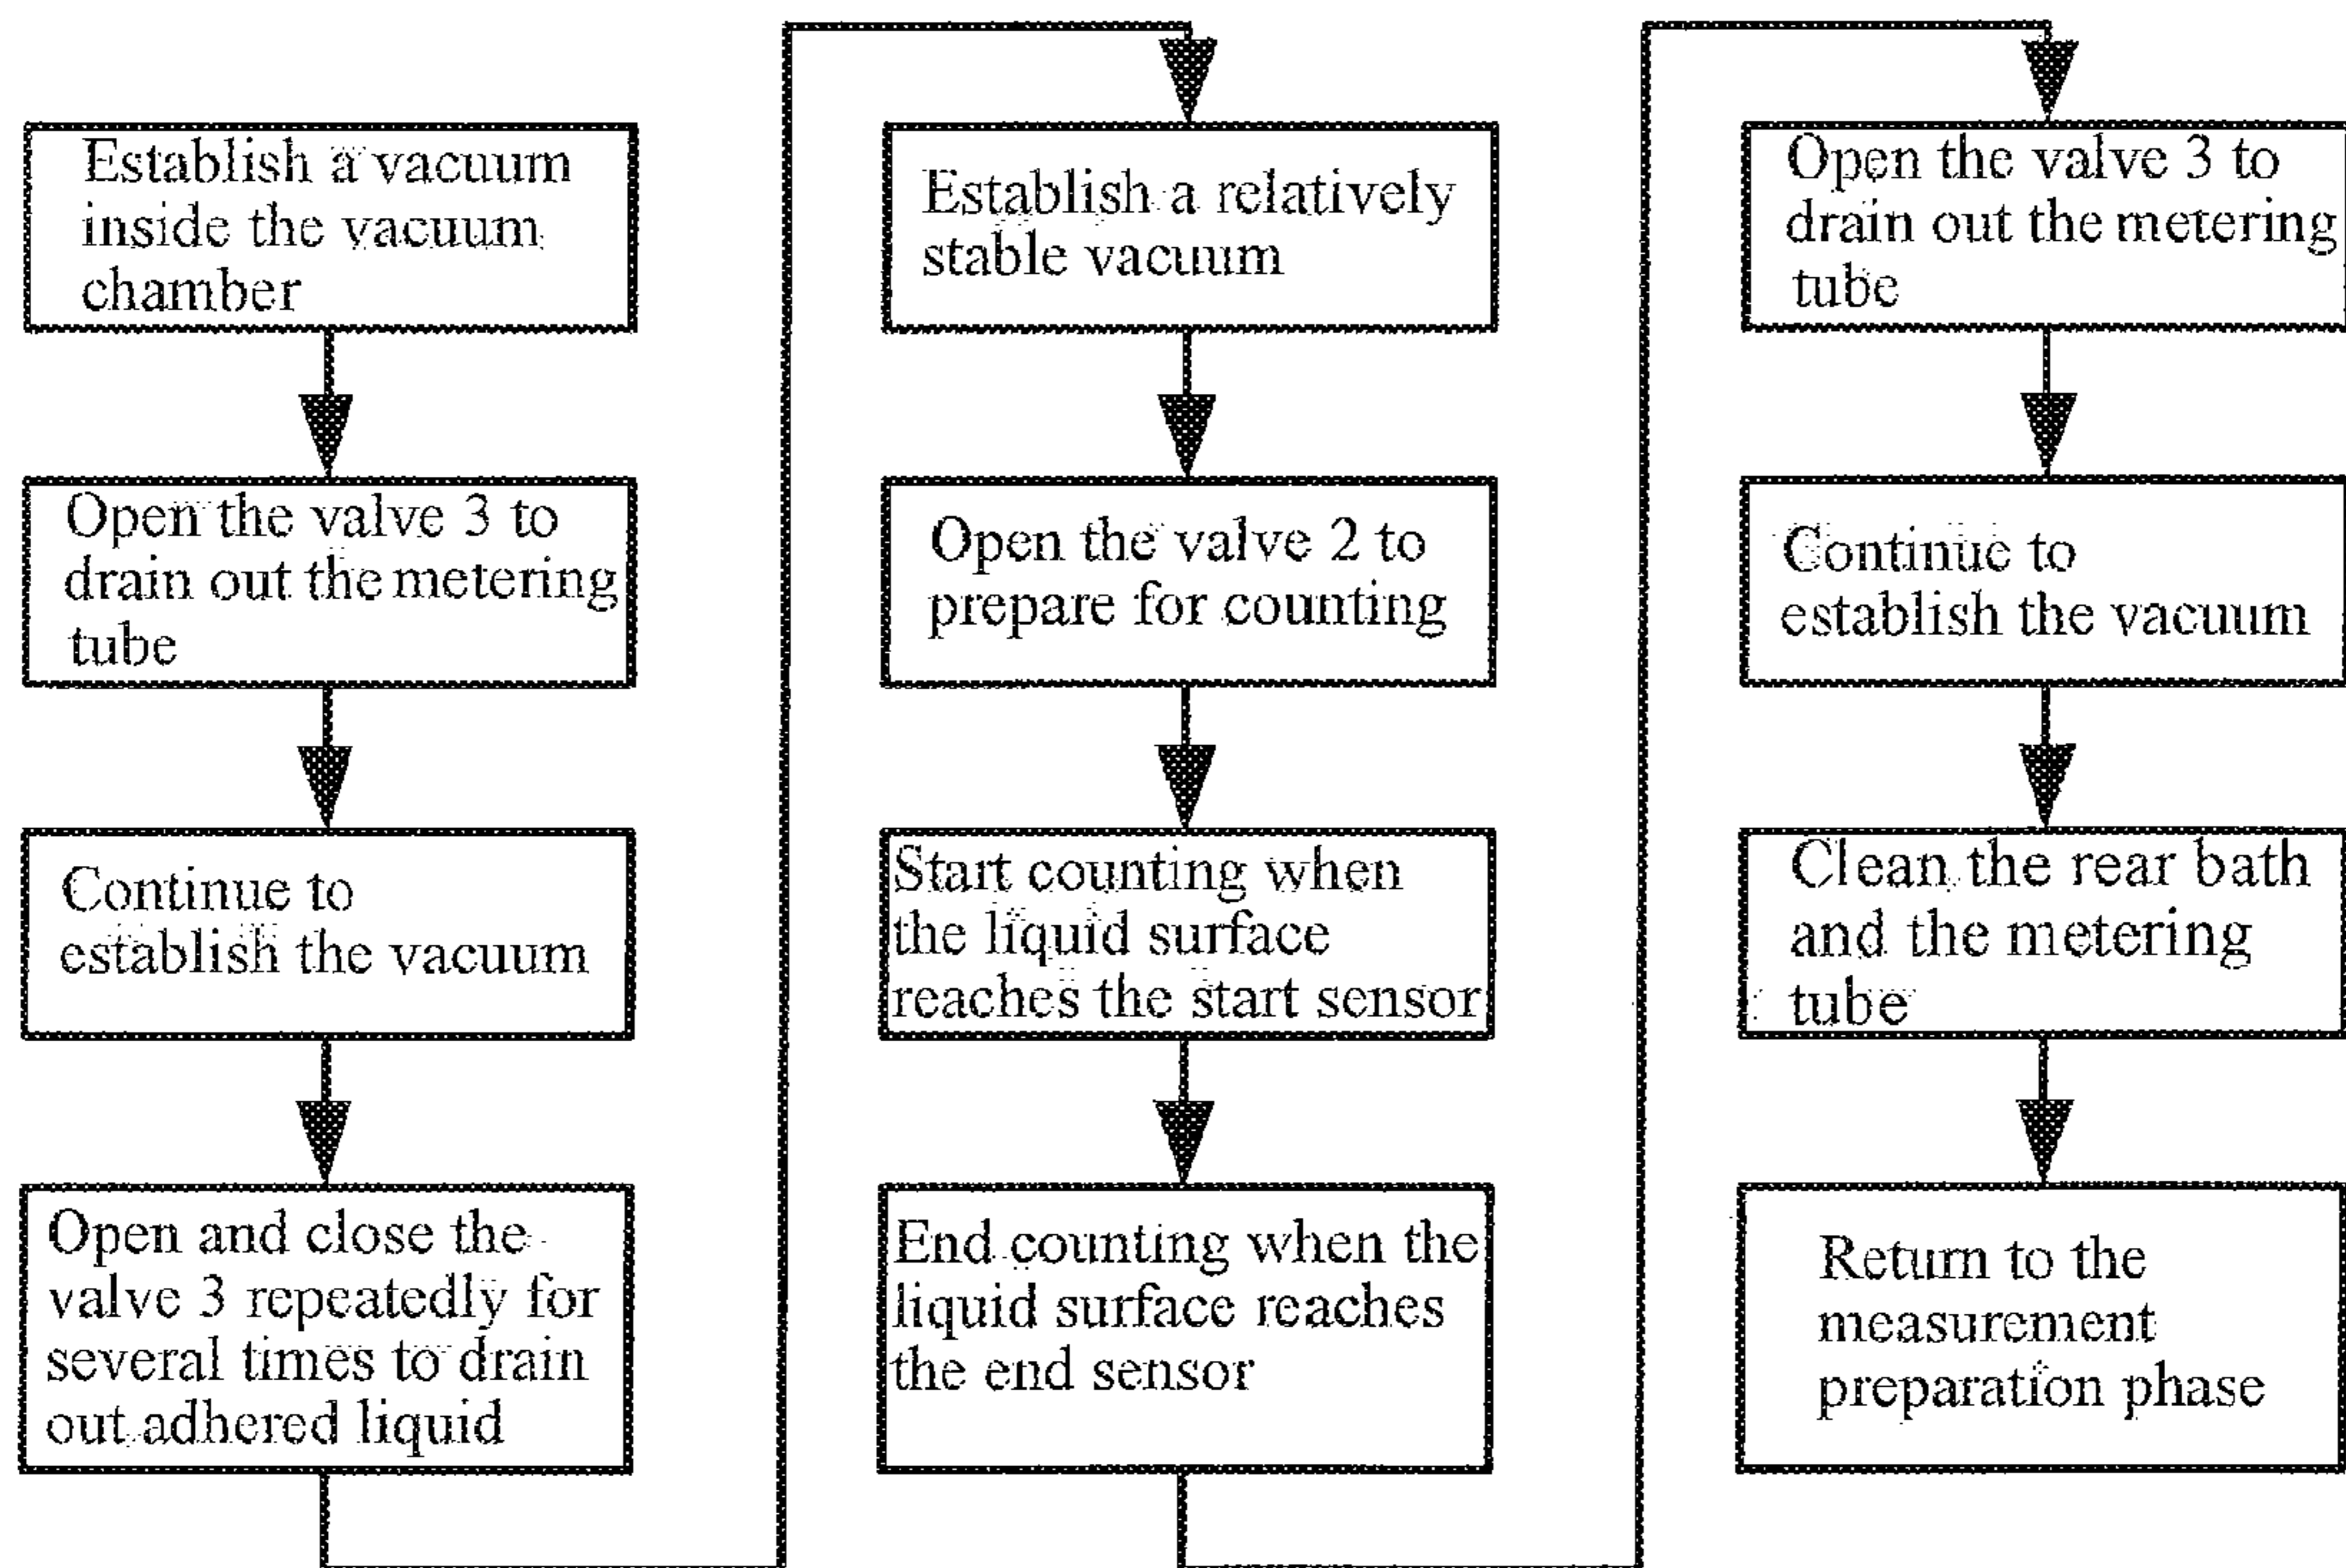 Establish a vacuum
inside the vacuum
chamber
Open the valve 3 to
drain out the metering
tube
Continue to
establish the vacuum
Open and close the
valve 3 repeatedly for
several times to drain
out adhered liquid
Establish a relatively
stable vacuum
Open the valve 2 to
prepare for counting
Start counting when
the liquid surface
reaches the start sensor
End counting when the
liquid surface reaches
the end sensor
Open the valve 3 to
drain out the metering
tube
Continue to
establish the vacuum
Clean the rear bath
and the metering
tube
Return to the
measurement
preparation phase